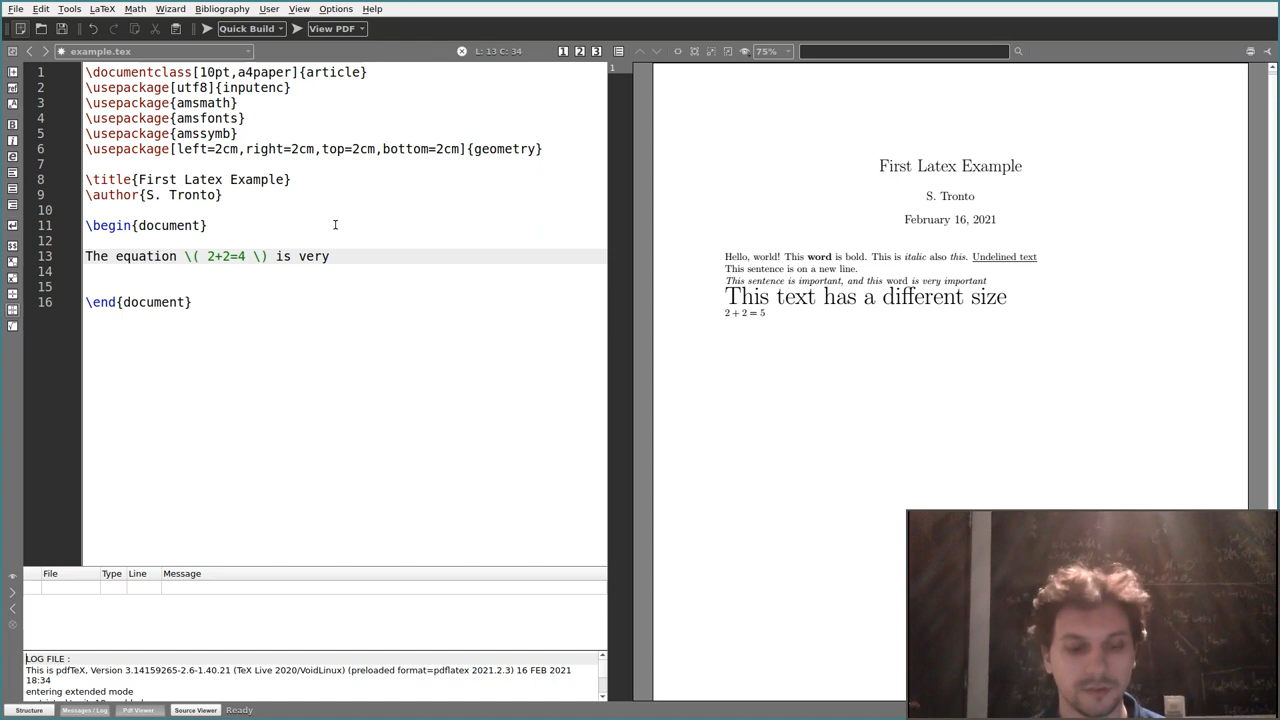 File Edit Tools LaTeX Math Wizard Bibliography User View Options Help
Quick Build View PDF
example.tex L: 13 C: 34 1 2 3 75%
1 \documentclass[10pt,a4paper]{article}
2 \usepackage[utf8]{inputenc}
3 \usepackage{amsmath}
4 \usepackage{amsfonts}
5 \usepackage{amssymb}
6 \usepackage[left=2cm,right=2cm,top=2cm,bottom=2cm]{geometry}
7
8 \title{First Latex Example}
9 \author{S. Tronto}
10
11 \begin{document}
12
13 The equation \( 2+2=4 \) is very
14
15
16 \end{document}
File Type Line Message
LOG FILE :
This is pdfTeX, Version 3.14159265-2.6-1.40.21 (TeX Live 2020/VoidLinux) (preloaded format=pdflatex 2021.2.3) 16 FEB 2021
18:34
entering extended mode
Structure Messages / Log Pdf Viewer Source Viewer Ready
1
First Latex Example
S. Tronto
February 16, 2021
Hello, world! This word is bold. This is italic also this. Undelined text
This sentence is on a new line.
This sentence is important, and this word is very important
This text has a different size
2 + 2 = 5